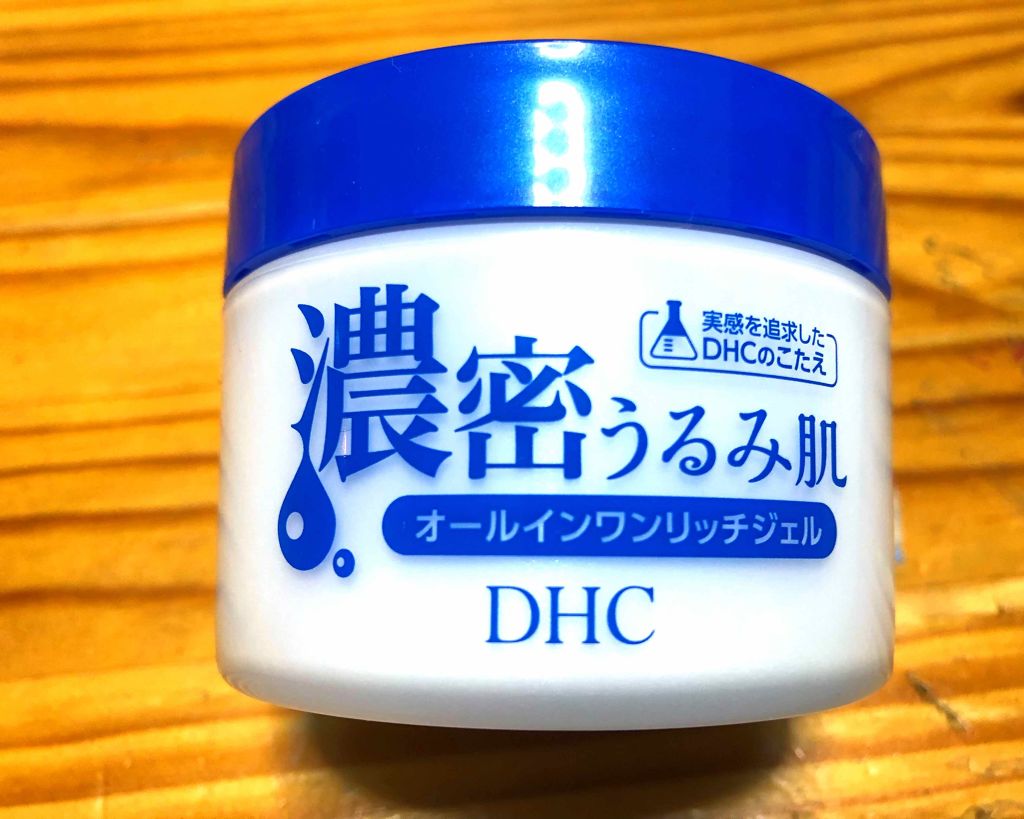 実感を追求した
DHCのこたえ
濃密うるみ肌
オールインワンリッチジェル
DHC